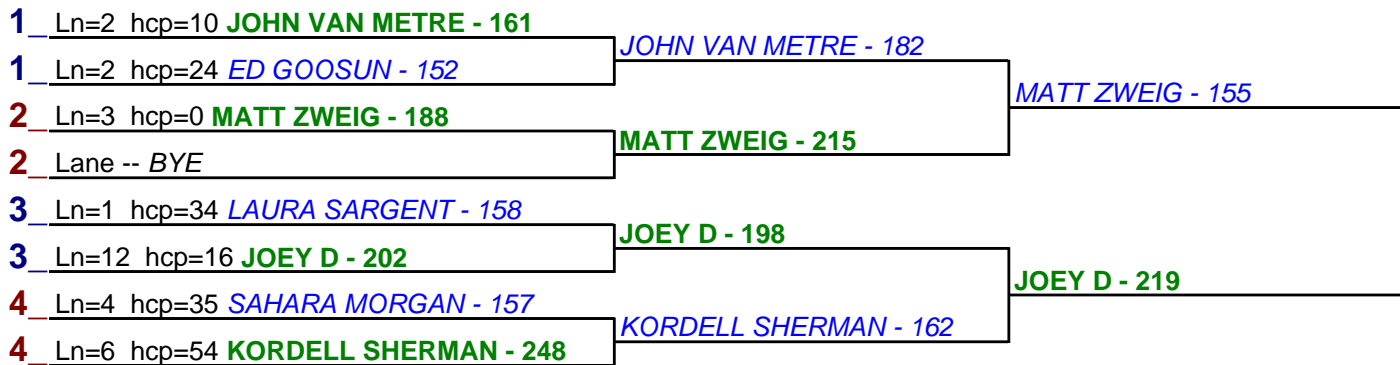 1_ Ln=2 hcp=10 JOHN VAN METRE - 161
JOHN VAN METRE - 182
1_ Ln=2 hcp=24 ED GOOSUN - 152
MATT ZWEIG - 155
2_ Ln=3 hcp=0 MATT ZWEIG - 188
MATT ZWEIG - 215
2_ Lane -- BYE
3_ Ln=1 hcp=34 LAURA SARGENT - 158
JOEY D - 198
3_ Ln=12 hcp=16 JOEY D - 202
JOEY D - 219
4_ Ln=4 hcp=35 SAHARA MORGAN - 157
KORDELL SHERMAN - 162
4_ Ln=6 hcp=54 KORDELL SHERMAN - 248